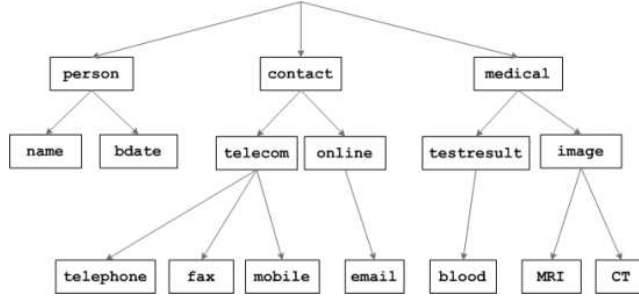 person contact medical
name bdate telecom online testresult image
telephone fax mobile email blood MRI CT